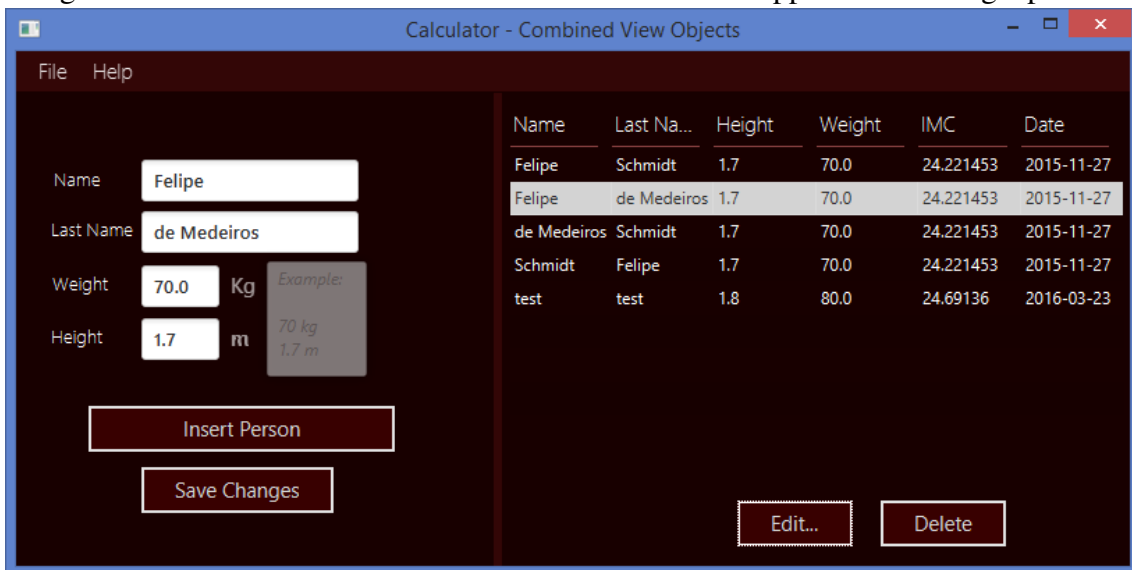 Calculator - Combined View Objects
File Help
Name Last Na... Height Weight IMC Date
Felipe Schmidt 1.7 70.0 24.221453 2015-11-27
Name Felipe
Felipe de Medeiros 1.7 70.0 24.221453 2015-11-27
Last Name de Medeiros
de Medeiros Schmidt 1.7 70.0 24.221453 2015-11-27
Schmidt Felipe 1.7 70.0 24.221453 2015-11-27
Weight 70.0 Kg Example:
test test 1.8 80.0 24.69136 2016-03-23
70 kg
Height 1.7 m
1.7 m
Insert Person
Save Changes
Edit... Delete